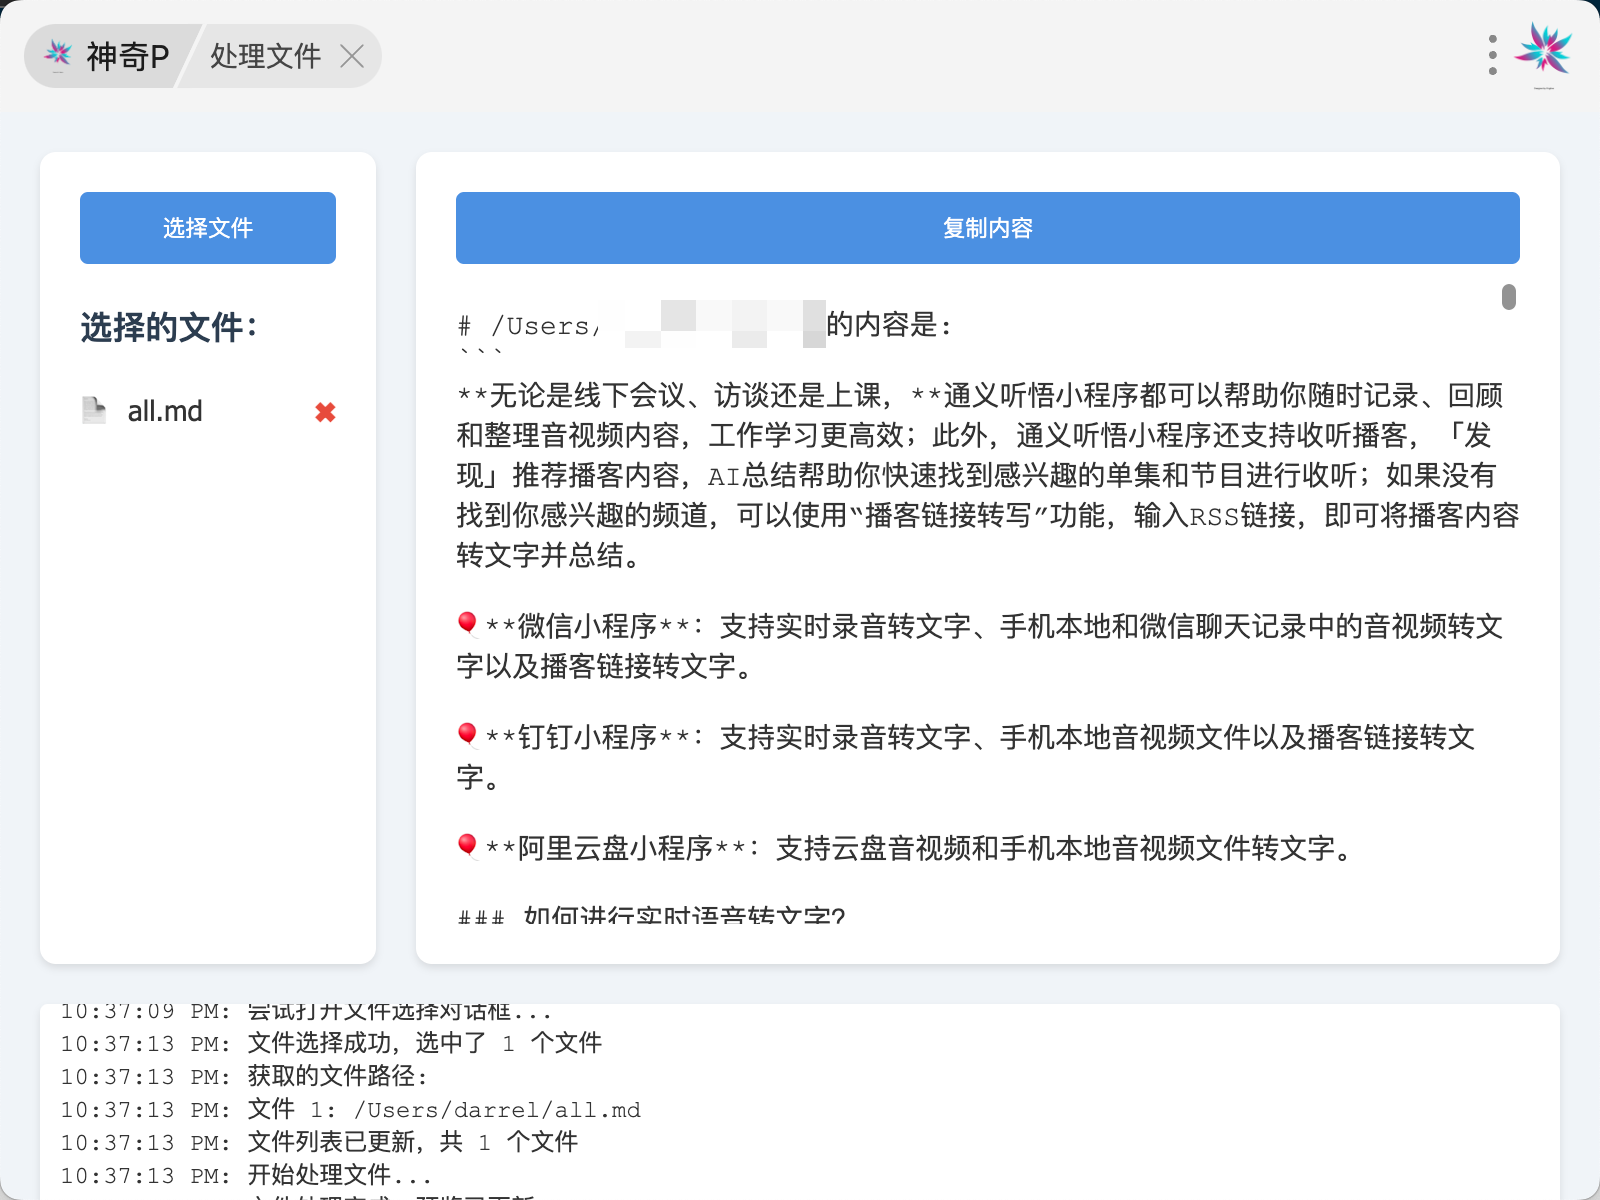 神奇P 处理文件
选择文件
选择的文件：
all.md
复制内容
# /Users/ 的内容是：
```
**无论是线下会议、访谈还是上课，**通义听悟小程序都可以帮助你随时记录、回顾
和整理音视频内容，工作学习更高效；此外，通义听悟小程序还支持收听播客，「发
现」推荐播客内容，AI总结帮助你快速找到感兴趣的单集和节目进行收听；如果没有
找到你感兴趣的频道，可以使用“播客链接转写”功能，输入RSS链接，即可将播客内容
转文字并总结。
🎈**微信小程序**：支持实时录音转文字、手机本地和微信聊天记录中的音视频转文
字以及播客链接转文字。
🎈**钉钉小程序**：支持实时录音转文字、手机本地音视频文件以及播客链接转文
字。
🎈**阿里云盘小程序**：支持云盘音视频和手机本地音视频文件转文字。
### 如何进行实时语音转文字？
10:37:09 PM: 尝试打开文件选择对话框...
10:37:13 PM: 文件选择成功，选中了 1 个文件
10:37:13 PM: 获取的文件路径：
10:37:13 PM: 文件 1: /Users/darrel/all.md
10:37:13 PM: 文件列表已更新，共 1 个文件
10:37:13 PM: 开始处理文件...